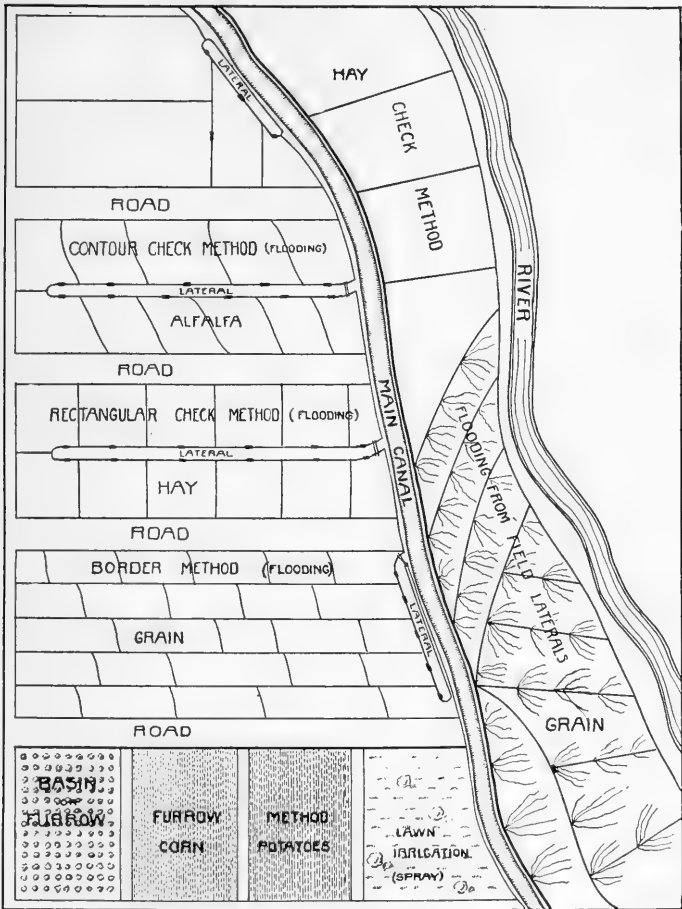 LATERAL
HAY
CHECK
METHOD
ROAD
CONTOUR CHECK METHOD (FLOODING)
LATERAL
ALFALFA
RIVER
ROAD
MAIN CANAL
RECTANGULAR CHECK METHOD (FLOODING)
LATERAL
HAY
FLOODING FROM FIELD LATERALS
ROAD
BORDER METHOD (FLOODING)
LATERAL
GRAIN
GRAIN
ROAD
BASIN
OR
FURROW
FURROW
CORN
METHOD
POTATOES
LAWN
IRRIGATION
(SPRAY)